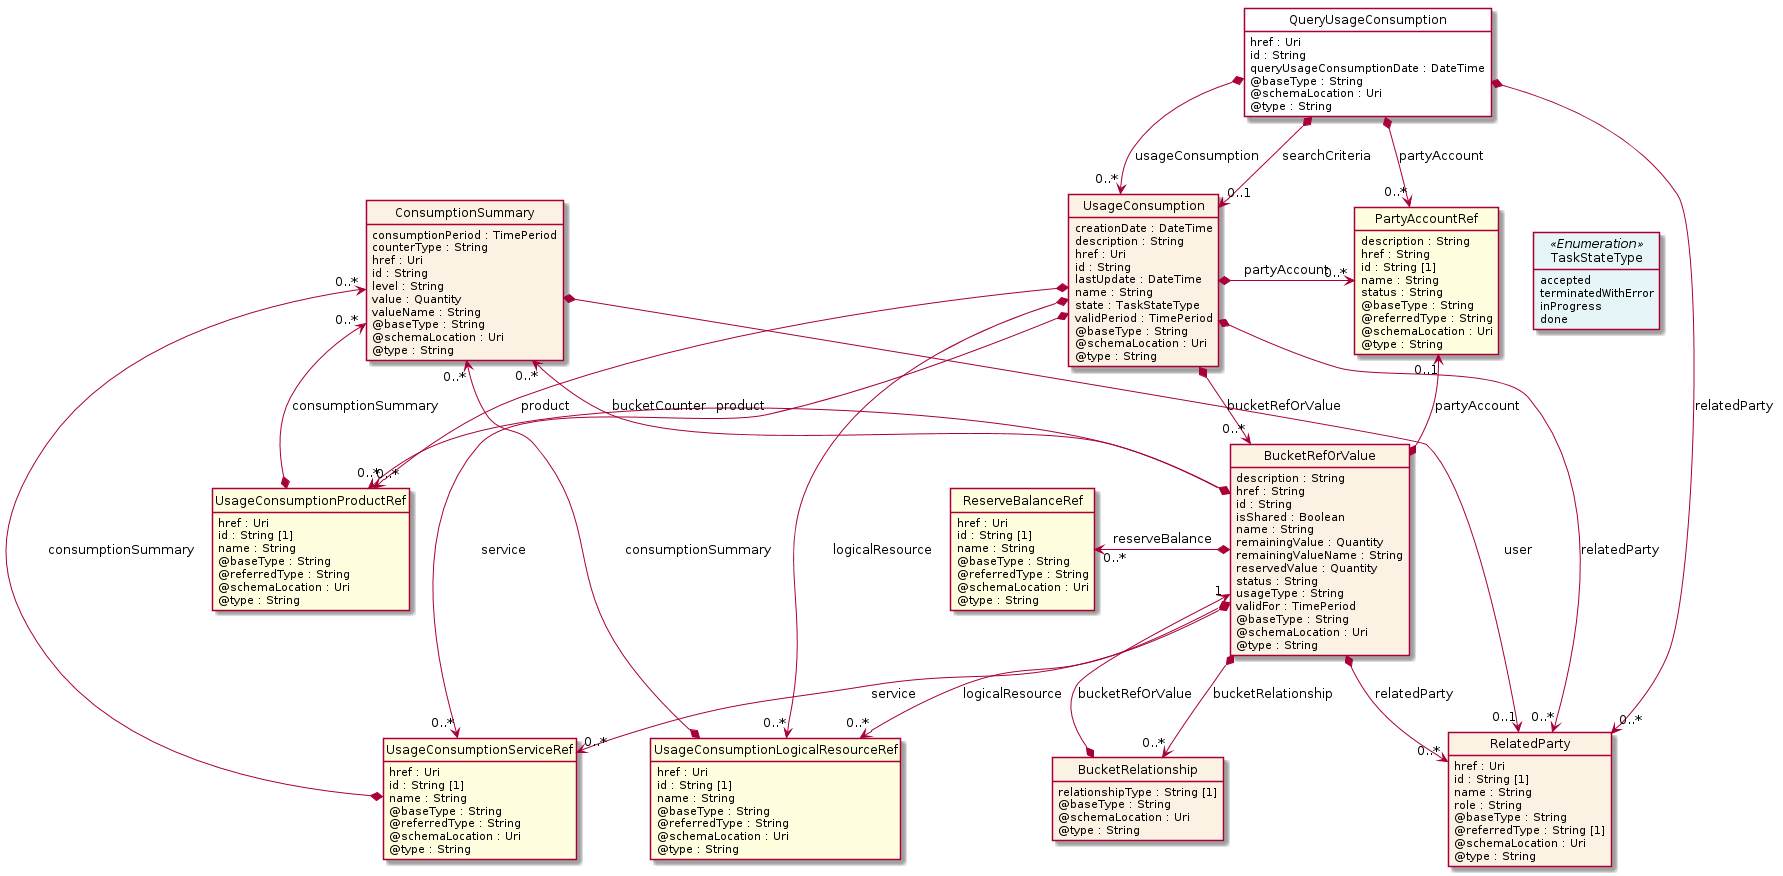 QueryUsageConsumption
href : Uri
id : String
queryUsageConsumptionDate : DateTime
@baseType : String
@schemaLocation : Uri
@type : String
usageConsumption
searchCriteria
partyAccount
0..*
0..1
0..*
ConsumptionSummary
consumptionPeriod : TimePeriod
counterType : String
href : Uri
id : String
level : String
value : Quantity
valueName : String
@baseType : String
@schemaLocation : Uri
@type : String
0..*
0..*
0..*
0..*
UsageConsumption
creationDate : DateTime
description : String
href : Uri
id : String
lastUpdate : DateTime
name : String
state : TaskStateType
validPeriod : TimePeriod
@baseType : String
@schemaLocation : Uri
@type : String
partyAccount
0..*
PartyAccountRef
description : String
href : String
id : String [1]
name : String
status : String
@baseType : String
@referredType : String
@schemaLocation : Uri
@type : String
0..1
«Enumeration»
TaskStateType
accepted
terminatedWithError
inProgress
done
consumptionSummary
product
bucketCounter
product
bucketRefOrValue
partyAccount
relatedParty
0..*
0..*
0..*
UsageConsumptionProductRef
href : Uri
id : String [1]
name : String
@baseType : String
@referredType : String
@schemaLocation : Uri
@type : String
ReserveBalanceRef
href : Uri
id : String [1]
name : String
@baseType : String
@referredType : String
@schemaLocation : Uri
@type : String
reserveBalance
0..*
BucketRefOrValue
description : String
href : String
id : String
isShared : Boolean
name : String
remainingValue : Quantity
remainingValueName : String
reservedValue : Quantity
status : String
usageType : String
validFor : TimePeriod
@baseType : String
@schemaLocation : Uri
@type : String
1
consumptionSummary
service
consumptionSummary
logicalResource
user
relatedParty
service
logicalResource
bucketRefOrValue
bucketRelationship
relatedParty
0..*
0..*
0..*
0..*
0..*
0..*
0..1
0..*
0..*
UsageConsumptionServiceRef
href : Uri
id : String [1]
name : String
@baseType : String
@referredType : String
@schemaLocation : Uri
@type : String
UsageConsumptionLogicalResourceRef
href : Uri
id : String [1]
name : String
@baseType : String
@referredType : String
@schemaLocation : Uri
@type : String
BucketRelationship
relationshipType : String [1]
@baseType : String
@schemaLocation : Uri
@type : String
RelatedParty
href : Uri
id : String [1]
name : String
role : String
@baseType : String
@referredType : String [1]
@schemaLocation : Uri
@type : String